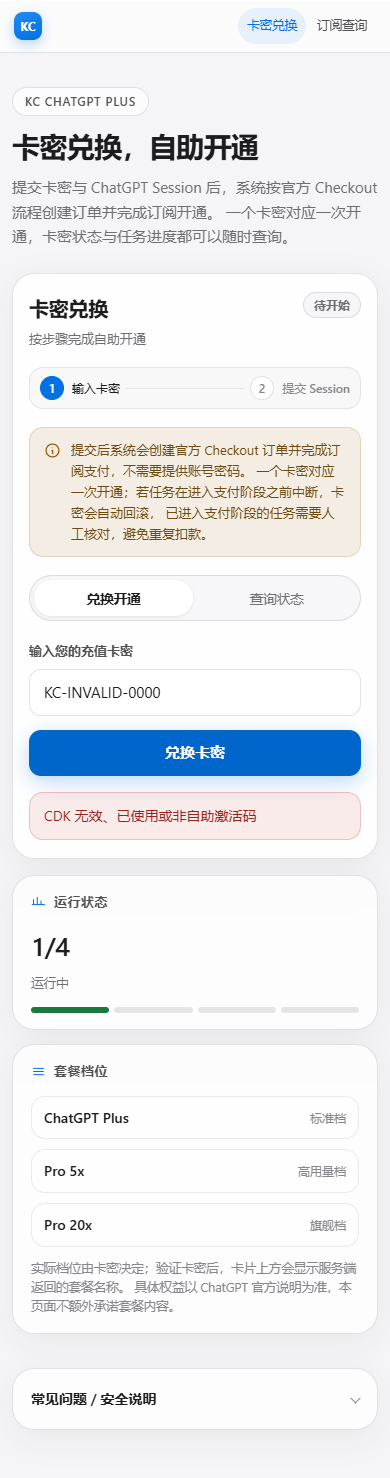 KC
卡密兑换
订阅查询
KC CHATGPT PLUS
卡密兑换，自助开通
提交卡密与 ChatGPT Session 后，系统按官方 Checkout
流程创建订单并完成订阅开通。 一个卡密对应一次开
通，卡密状态与任务进度都可以随时查询。
卡密兑换
待开始
按步骤完成自助开通
1 输入卡密
2 提交 Session
提交后系统会创建官方 Checkout 订单并完成订
阅支付，不需要提供账号密码。 一个卡密对应
一次开通；若任务在进入支付阶段之前中断，卡
密会自动回滚， 已进入支付阶段的任务需要人
工核对，避免重复扣款。
兑换开通
查询状态
输入您的充值卡密
KC-INVALID-0000
兑换卡密
CDK 无效、已使用或非自助激活码
运行状态
1/4
运行中
套餐档位
ChatGPT Plus
标准档
Pro 5x
高用量档
Pro 20x
旗舰档
实际档位由卡密决定；验证卡密后，卡片上方会显示服务端
返回的套餐名称。 具体权益以 ChatGPT 官方说明为准，本
页面不额外承诺套餐内容。
常见问题 / 安全说明